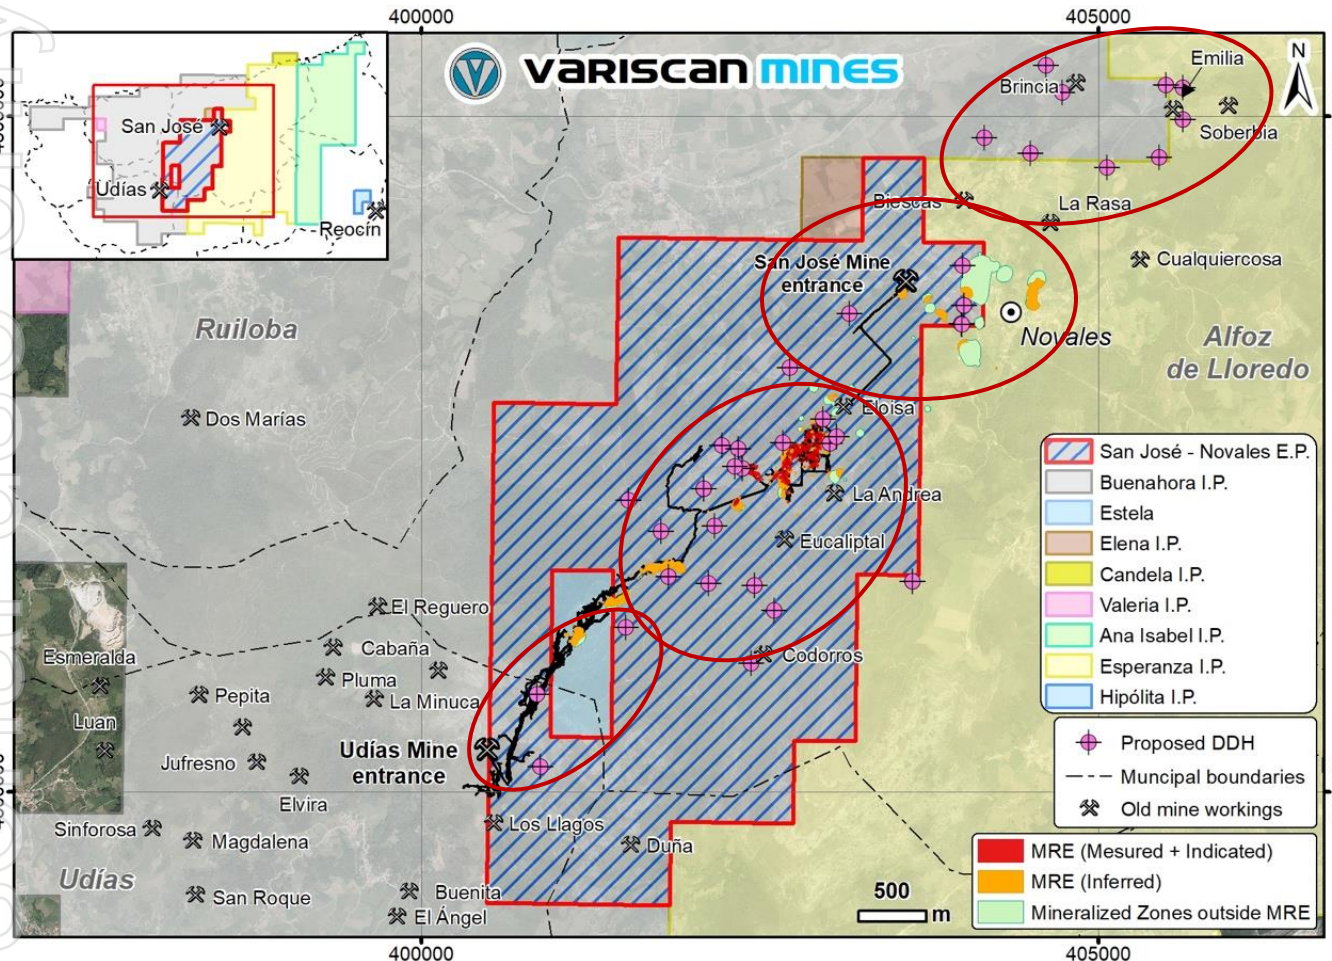 400000
405000
VARISCAN MINES
N
San Jose
Udías
Reocín
Emilia
Brincia
Soberbia
Biescas
La Rasa
Cualquiercosa
San José Mine
entrance
Novales
Ruiloba
Alfoz
de Lloredo
Dos Marías
Eloisa
La Andrea
Eucaliptal
San José - Novales E.P.
Buenahora I.P.
Estela
Elena I.P.
Candela I.P.
Valeria I.P.
Ana Isabel I.P.
Esperanza I.P.
Hipólita I.P.
El Reguero
Cabaña
Esmeralda
Pluma
Codorros
Pepita
La Minuca
Luan
Udías Mine
entrance
Jufresno
Elvira
Proposed DDH
Muncipal boundaries
Old mine workings
Sinforosa
Magdalena
Los Llagos
Duña
Udías
San Roque
Buenita
El Ángel
MRE (Mesured + Indicated)
MRE (Inferred)
Mineralized Zones outside MRE
500
m
400000
405000